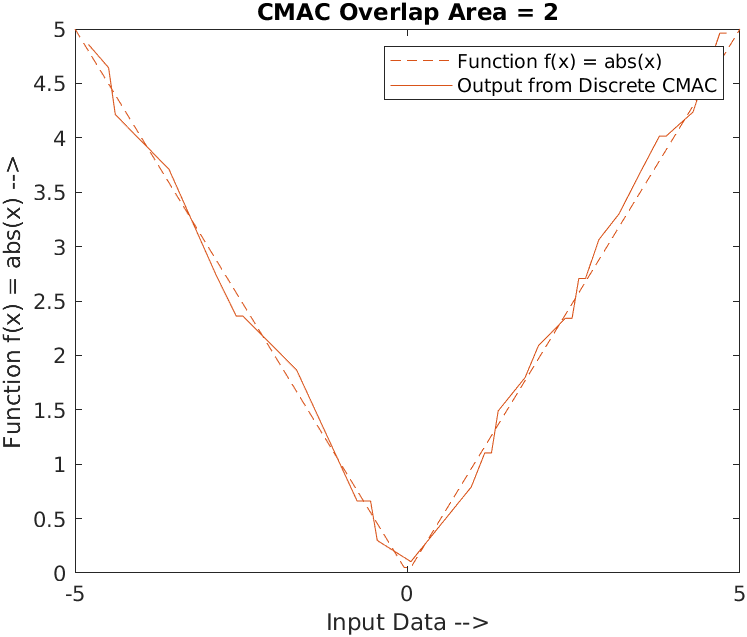 CMAC Overlap Area = 2
Function f(x) = abs(x)
Output from Discrete CMAC
Function f(x) = abs(x) -->
5
4.5
4
3.5
3
2.5
2
1.5
1
0.5
0
-5
0
5
Input Data -->